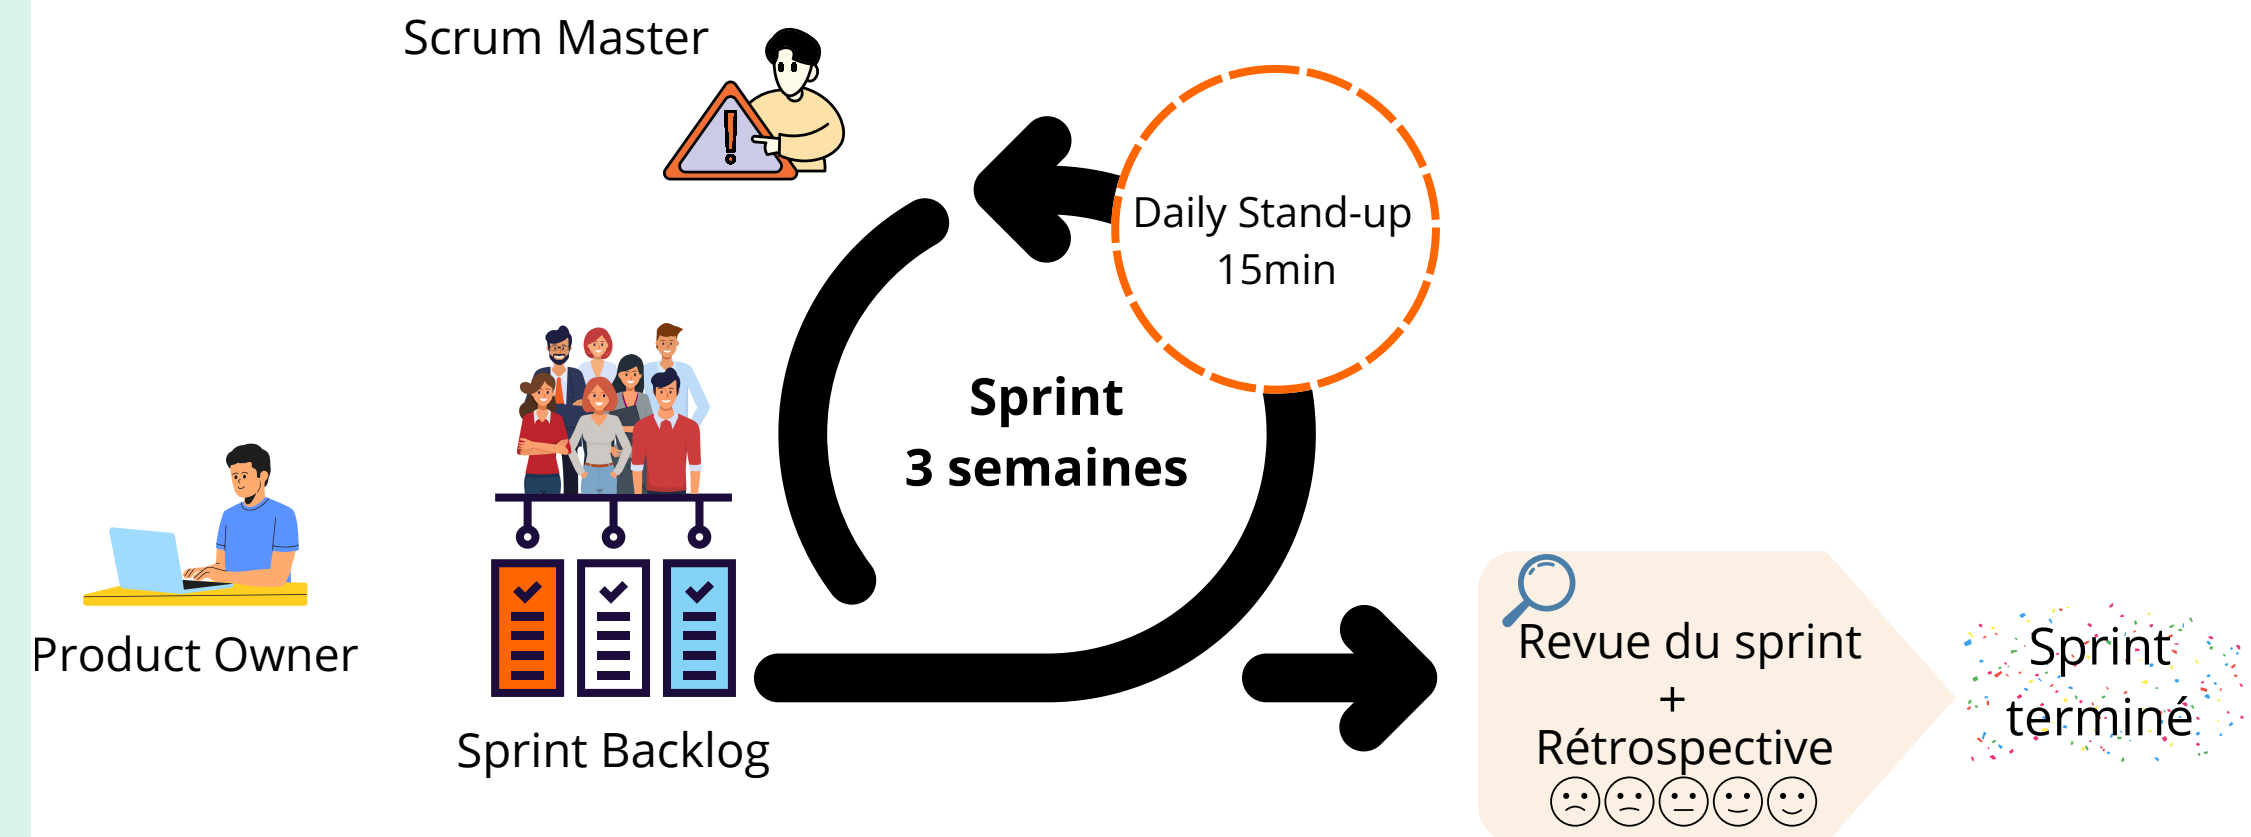 Scrum Master
Daily Stand-up
15min
Sprint
3 semaines
Product Owner
Sprint Backlog
Revue du sprint
+
Rétrospective
Sprint
terminé